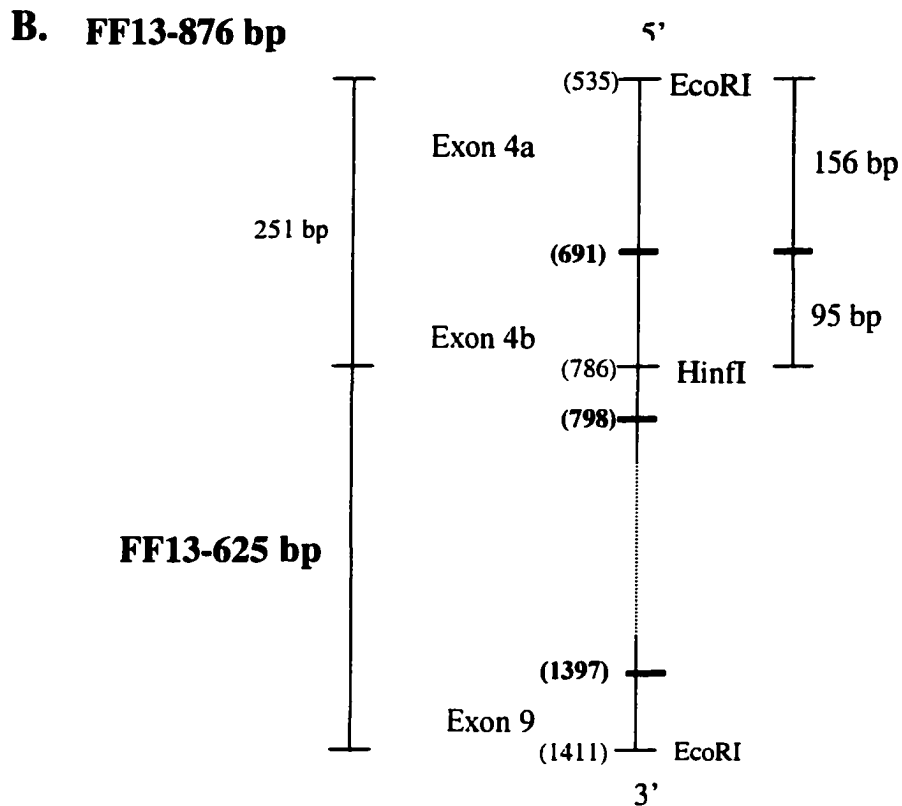 B. FF13-876 bp
5'
(535) EcoRI
Exon 4a
156 bp
251 bp
(691)
95 bp
Exon 4b
(786) HinfI
(798)
FF13-625 bp
(1397)
Exon 9
(1411) EcoRI
3'